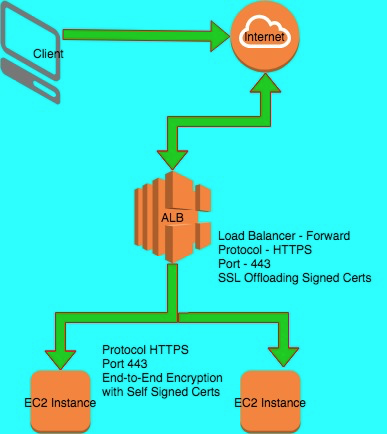 Client
Internet
ALB
Load Balancer - Forward
Protocol - HTTPS
Port - 443
SSL Offloading Signed Certs
Protocol HTTPS
Port 443
End-to-End Encryption
with Self Signed Certs
EC2 Instance
EC2 Instance